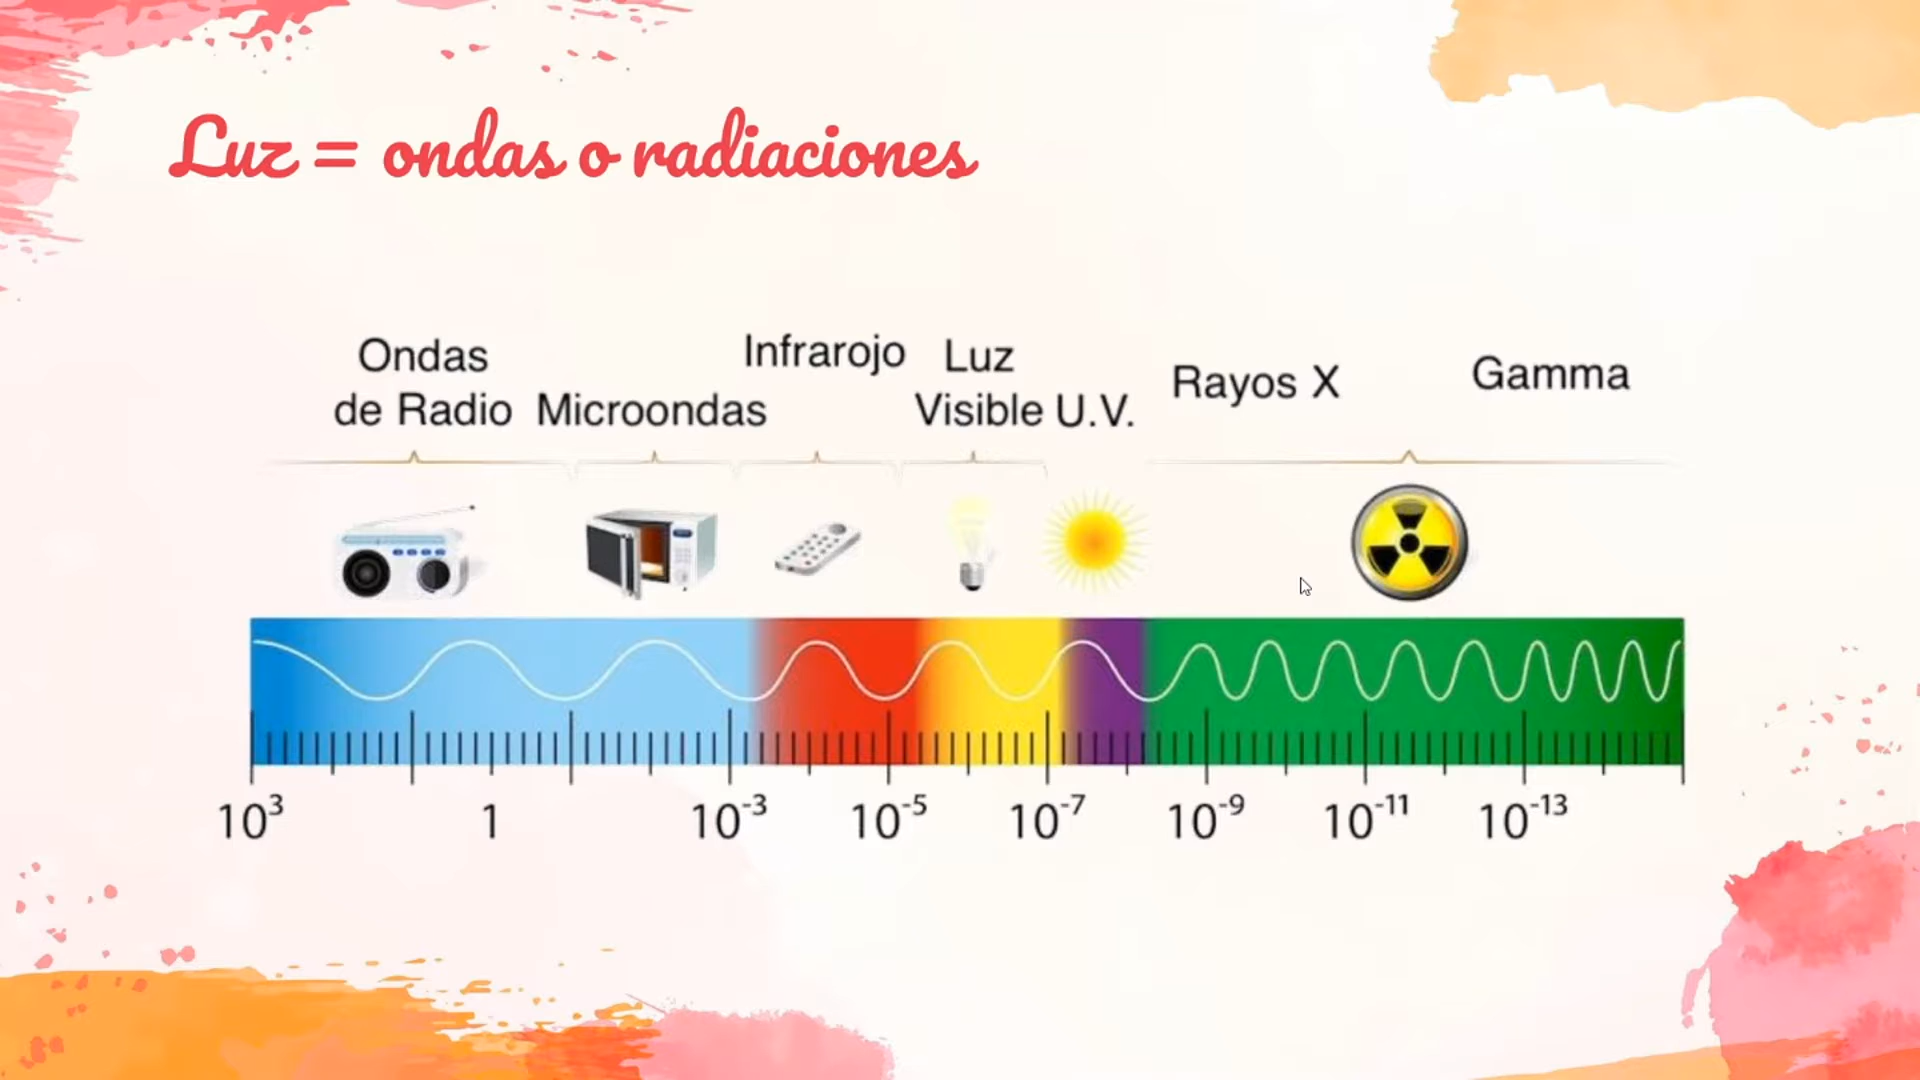 Luz = ondas o radiaciones
Ondas
de Radio
Microondas
Infrarojo
Luz
Visible
U.V.
Rayos X
Gamma
10³ 1 10⁻³ 10⁻⁵ 10⁻⁷ 10⁻⁹ 10⁻¹¹ 10⁻¹³